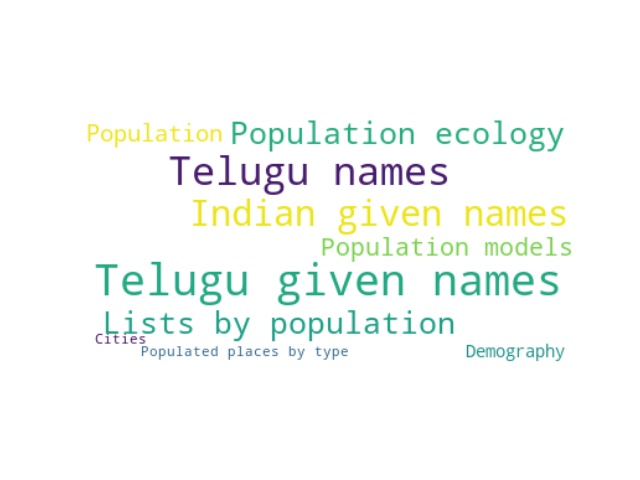 Population
Population ecology
Telugu names
Indian given names
Population models
Telugu given names
Lists by population
Cities
Populated places by type
Demography